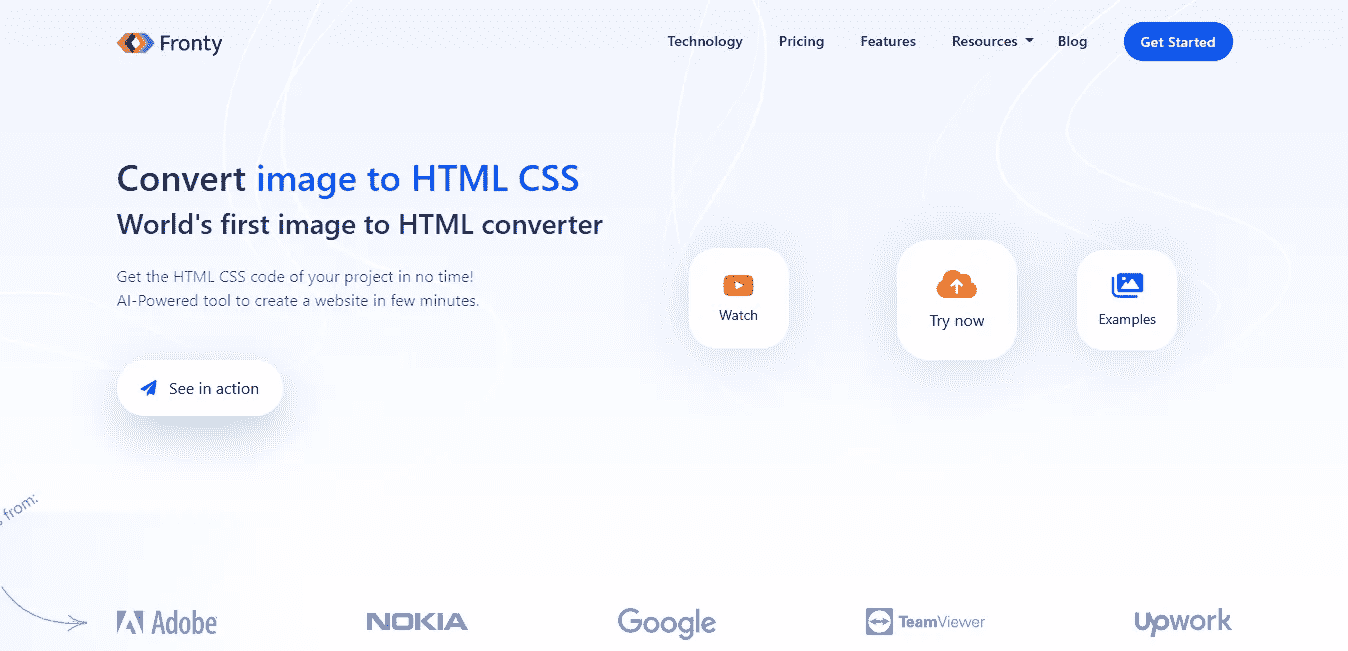 Fronty
Technology Pricing Features Resources Blog Get Started
Convert image to HTML CSS
World's first image to HTML converter
Get the HTML CSS code of your project in no time!
AI-Powered tool to create a website in few minutes.
Watch
Try now
Examples
See in action
from:
Adobe
NOKIA
Google
TeamViewer
Upwork